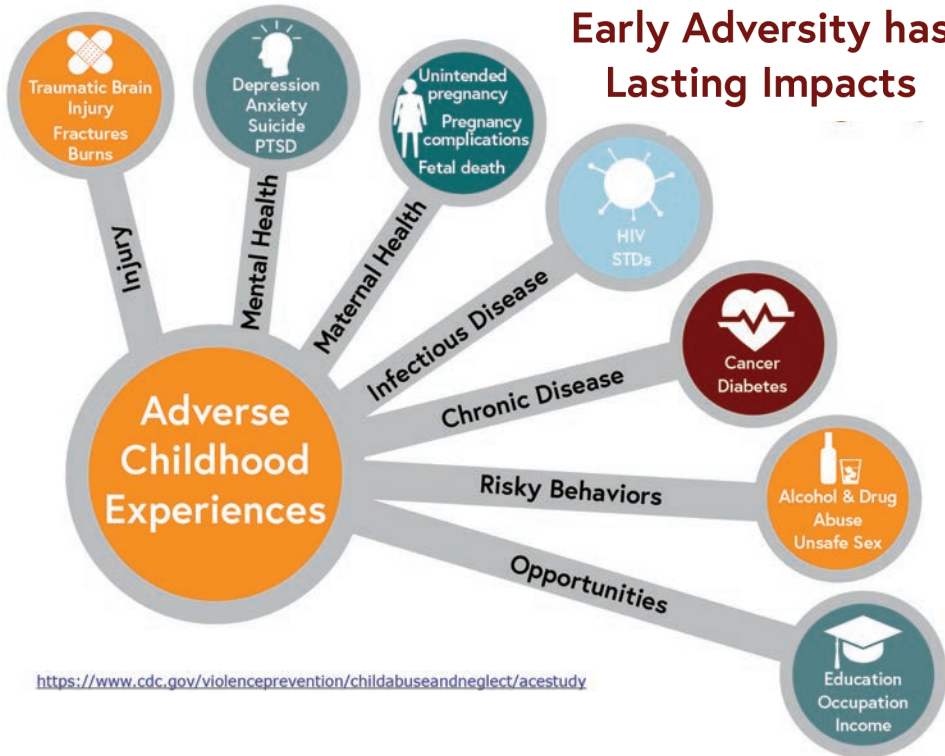 Early Adversity has
Lasting Impacts
Traumatic Brain
Injury
Fractures
Burns
Depression
Anxiety
Suicide
PTSD
Unintended
pregnancy
Pregnancy
complications
Fetal death
HIV
STDs
Cancer
Diabetes
Alcohol & Drug
Abuse
Unsafe Sex
Education
Occupation
Income
Injury
Mental Health
Maternal Health
Infectious Disease
Chronic Disease
Risky Behaviors
Opportunities
Adverse
Childhood
Experiences
https://www.cdc.gov/violenceprevention/childabuseandneglect/acestudy